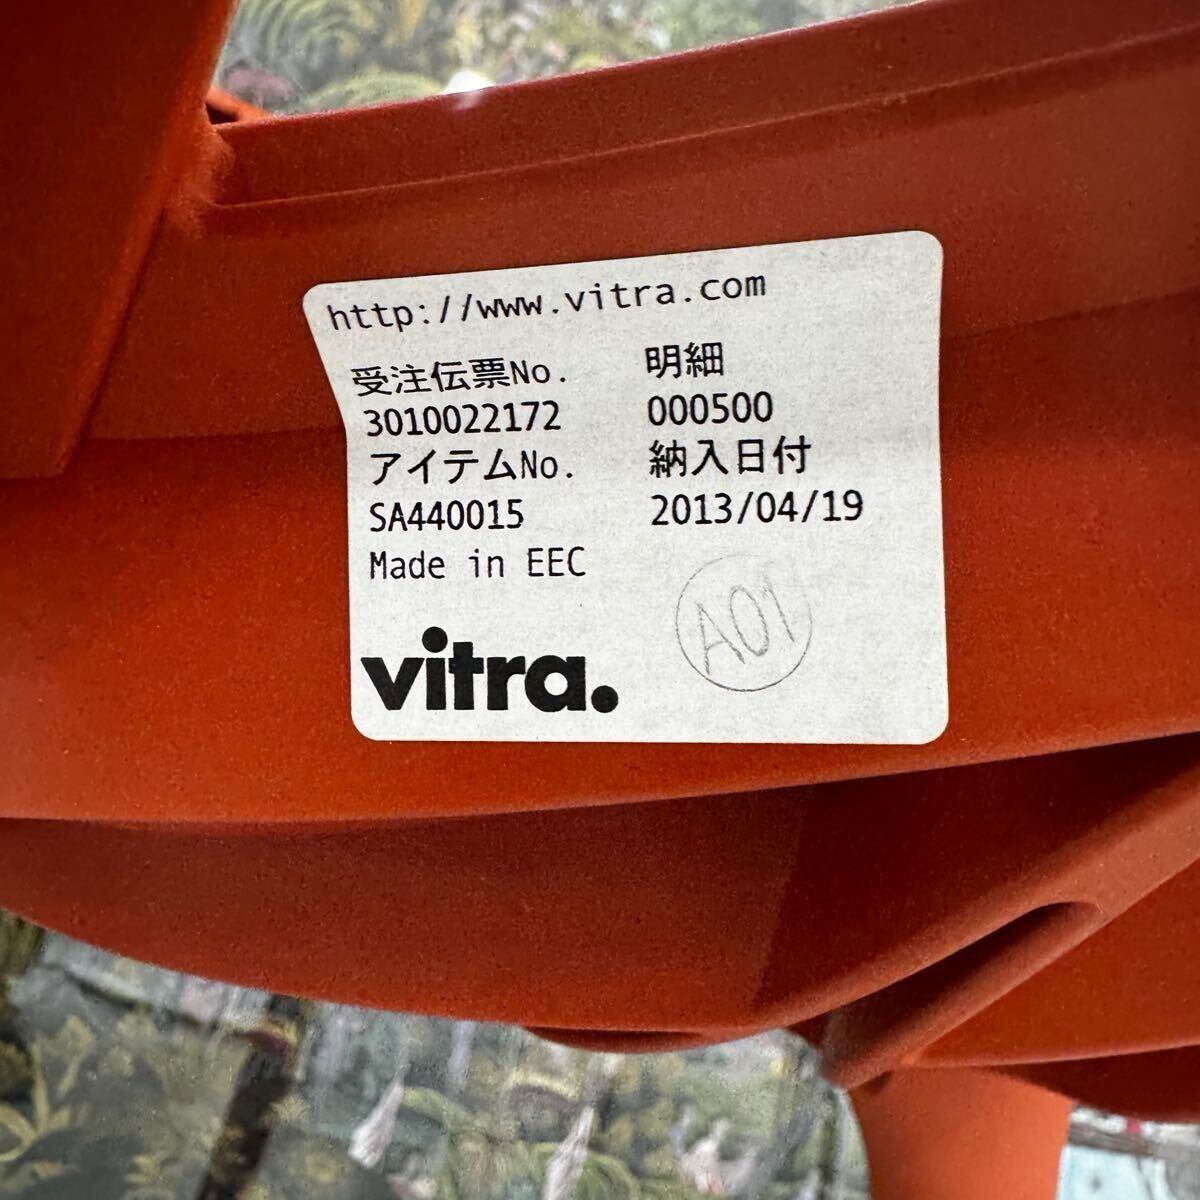 http://www.vitra.com
受注伝票No. 明細
3010022172 000500
アイテムNo. 納入日付
SA440015 2013/04/19
Made in EEC
A01
vitra.